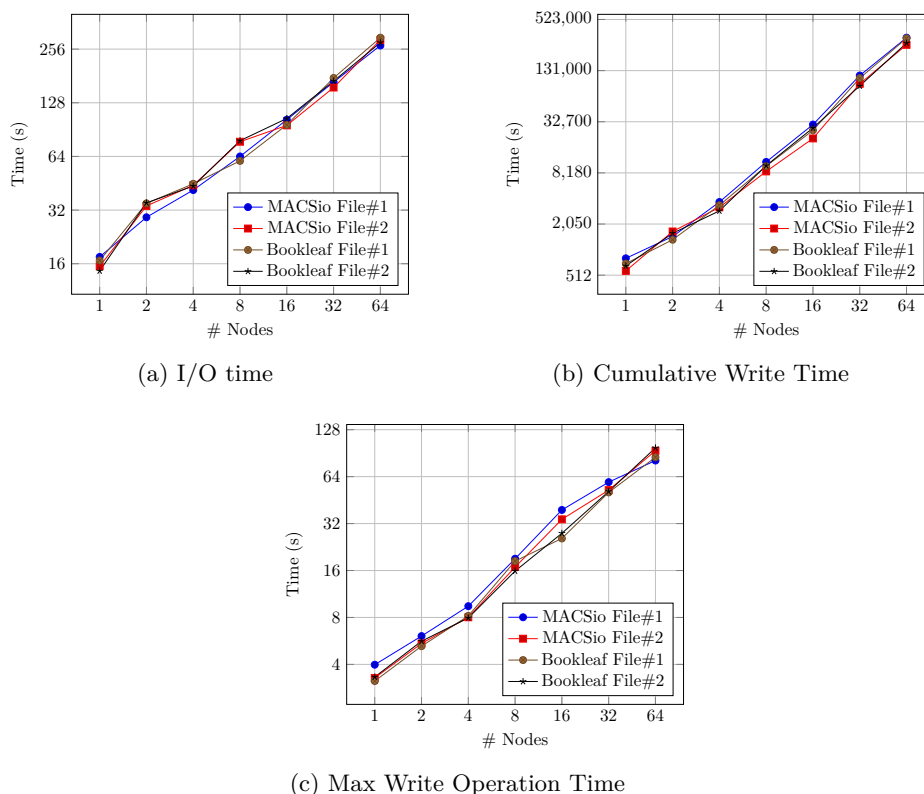 256
128
64
32
16
Time (s)
1 2 4 8 16 32 64
# Nodes
MACSio File#1
MACSio File#2
Bookleaf File#1
Bookleaf File#2
(a) I/O time
523,000
131,000
32,700
8,180
2,050
512
Time (s)
1 2 4 8 16 32 64
# Nodes
MACSio File#1
MACSio File#2
Bookleaf File#1
Bookleaf File#2
(b) Cumulative Write Time
128
64
32
16
8
4
Time (s)
1 2 4 8 16 32 64
# Nodes
MACSio File#1
MACSio File#2
Bookleaf File#1
Bookleaf File#2
(c) Max Write Operation Time